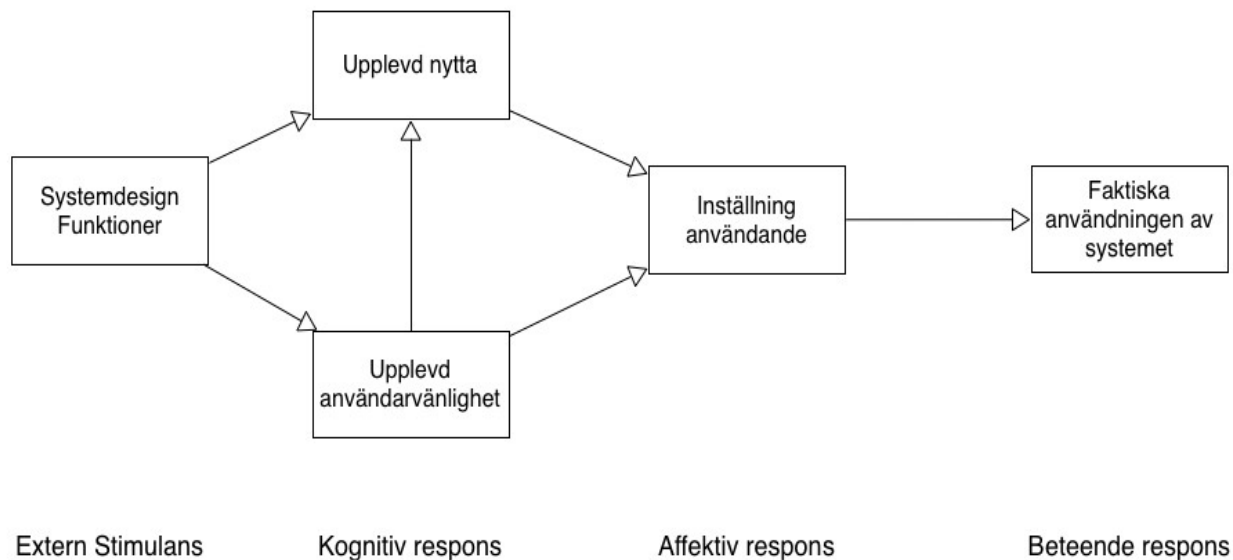 Upplevd nytta
Systemdesign
Funktioner
Inställning
användande
Faktiska
användningen av
systemet
Upplevd
användarvänlighet
Extern Stimulans
Kognitiv respons
Affektiv respons
Beteende respons